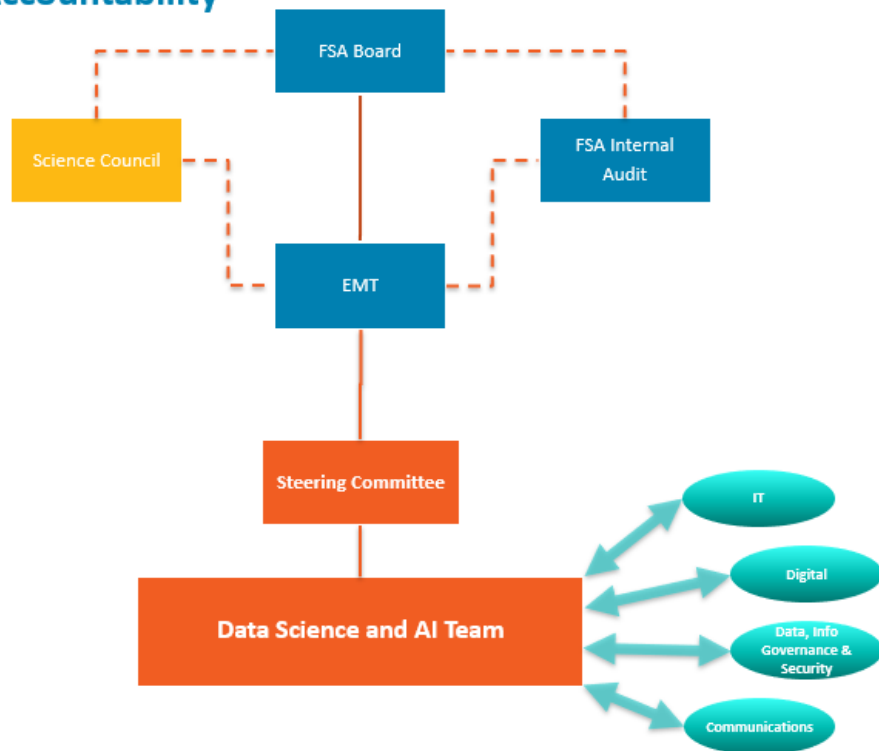 Accountability
FSA Board
Science Council
FSA Internal
Audit
EMT
Steering Committee
IT
Digital
Data Science and AI Team
Data, Info
Governance &
Security
Communications